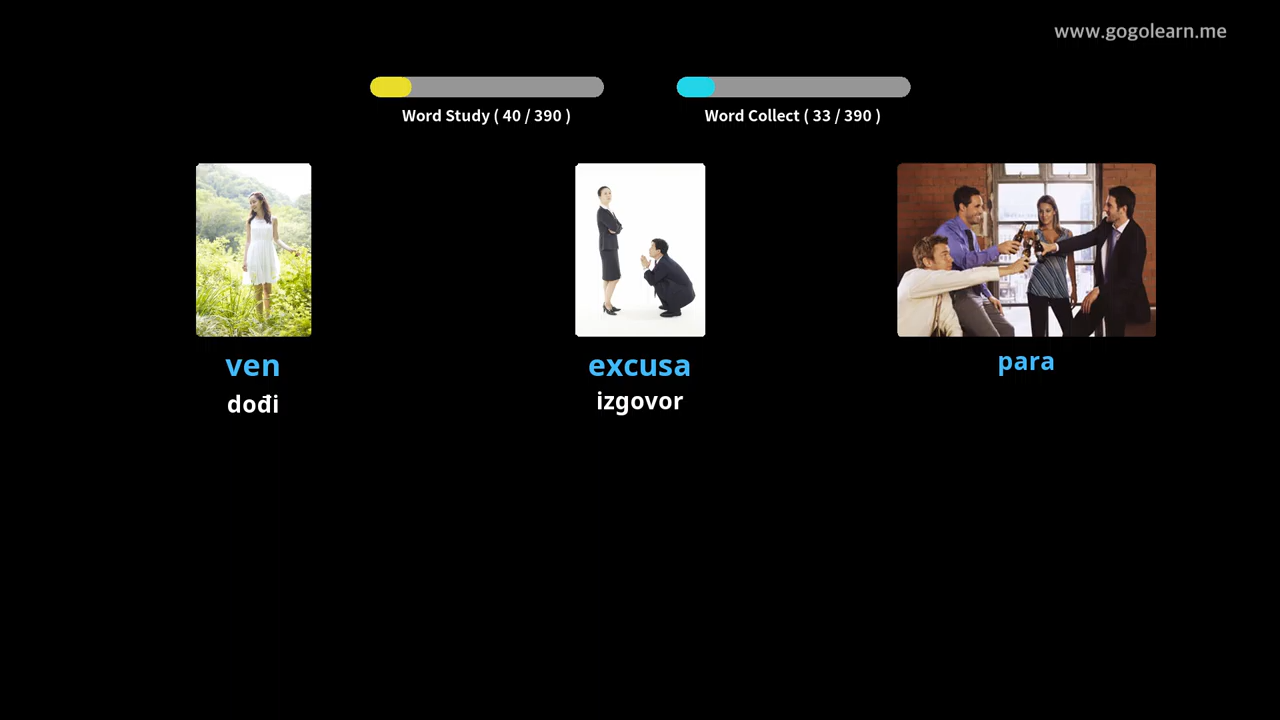 www.gogolearn.me
Word Study ( 40 / 390 )
Word Collect ( 33 / 390 )
ven
dođi
excusa
izgovor
para